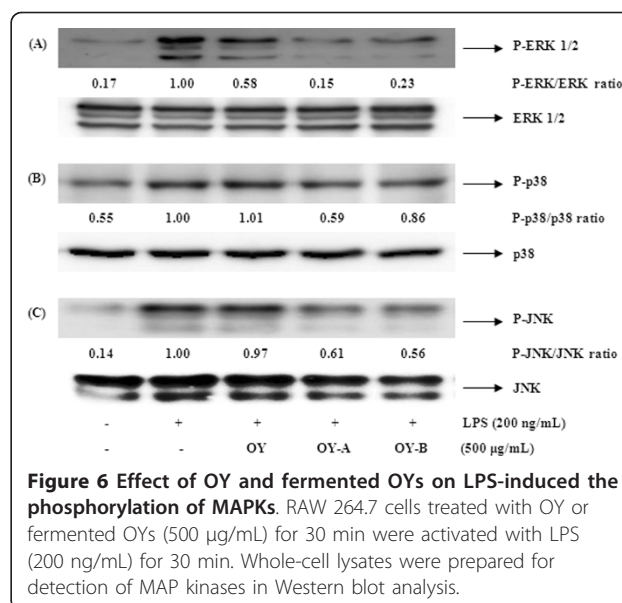 (A) P-ERK 1/2
0.17 1.00 0.58 0.15 0.23 P-ERK/ERK ratio
ERK 1/2
(B) P-p38
0.55 1.00 1.01 0.59 0.86 P-p38/p38 ratio
p38
(C) P-JNK
0.14 1.00 0.97 0.61 0.56 P-JNK/JNK ratio
JNK
- + + + + LPS (200 ng/mL)
- - OY OY-A OY-B (500 μg/mL)
Figure 6 Effect of OY and fermented OYs on LPS-induced the
phosphorylation of MAPKs. RAW 264.7 cells treated with OY or
fermented OYs (500 μg/mL) for 30 min were activated with LPS
(200 ng/mL) for 30 min. Whole-cell lysates were prepared for
detection of MAP kinases in Western blot analysis.